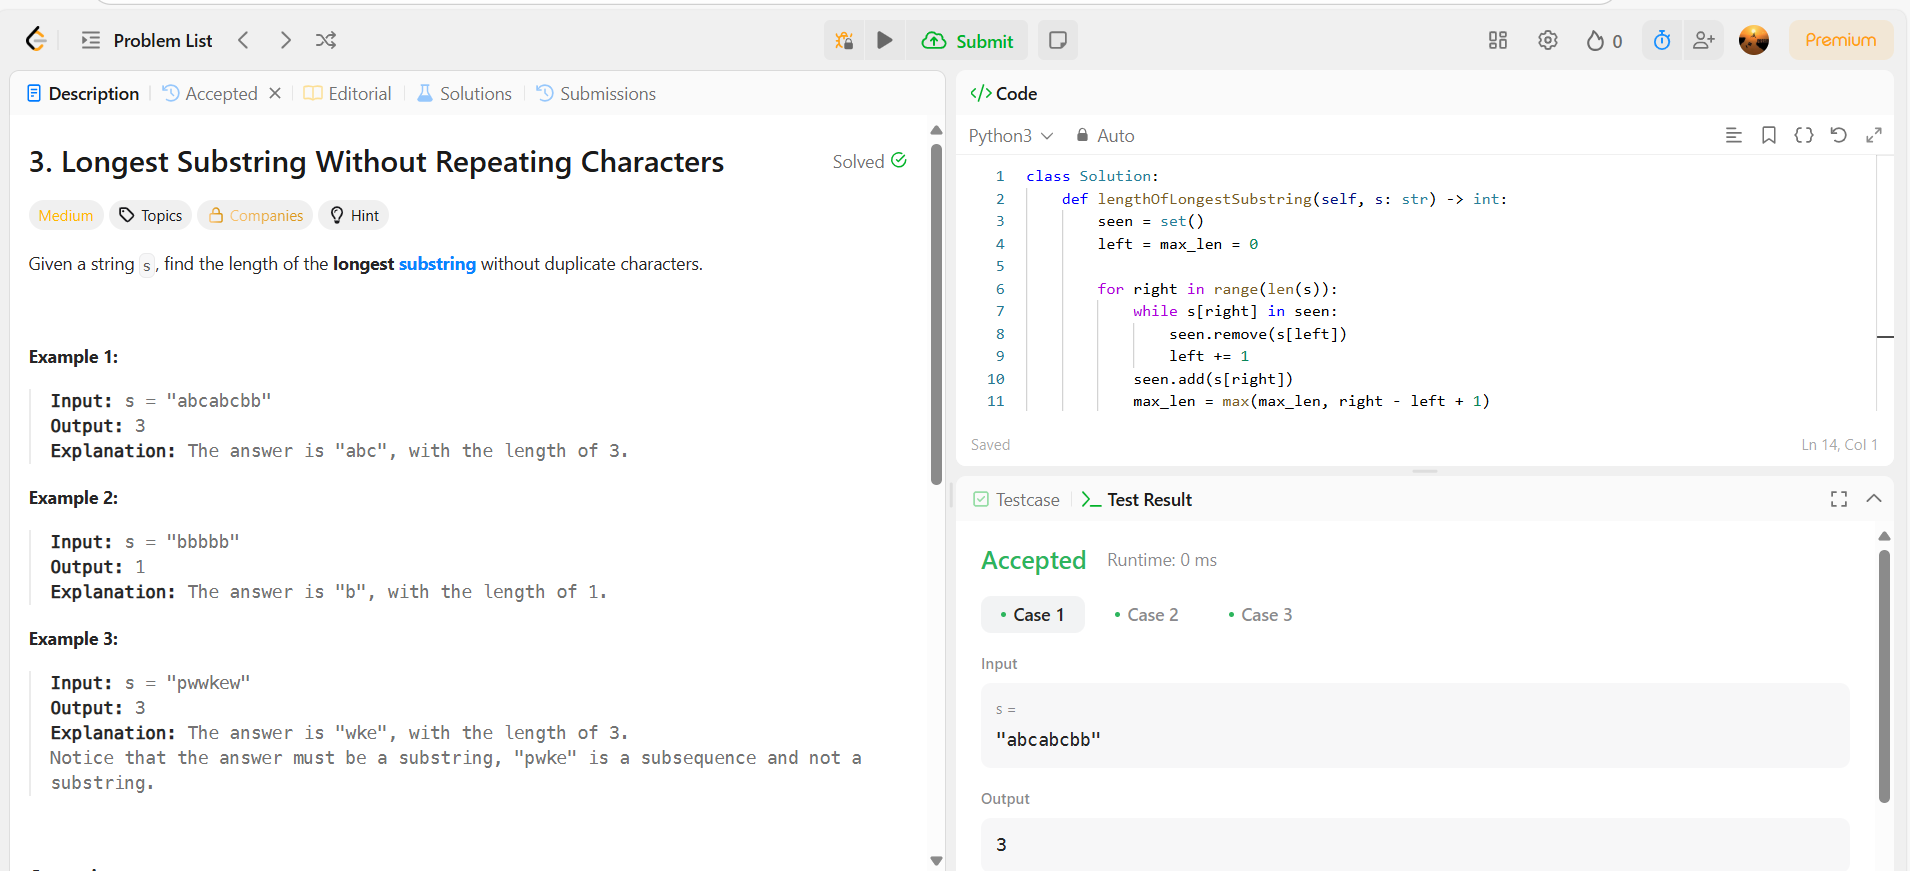 Problem List
Submit
0
Premium
Description
Accepted
Editorial
Solutions
Submissions
3. Longest Substring Without Repeating Characters
Solved
Medium
Topics
Companies
Hint
Given a string s, find the length of the longest substring without duplicate characters.
Example 1:
Input: s = "abcabcbb"
Output: 3
Explanation: The answer is "abc", with the length of 3.
Example 2:
Input: s = "bbbbb"
Output: 1
Explanation: The answer is "b", with the length of 1.
Example 3:
Input: s = "pwwkew"
Output: 3
Explanation: The answer is "wke", with the length of 3.
Notice that the answer must be a substring, "pwke" is a subsequence and not a
substring.
</> Code
Python3
Auto
1 class Solution:
2     def lengthOfLongestSubstring(self, s: str) -> int:
3         seen = set()
4         left = max_len = 0
5
6         for right in range(len(s)):
7             while s[right] in seen:
8                 seen.remove(s[left])
9                 left += 1
10             seen.add(s[right])
11             max_len = max(max_len, right - left + 1)
Saved
Ln 14, Col 1
Testcase
Test Result
Accepted
Runtime: 0 ms
Case 1
Case 2
Case 3
Input
s =
"abcabcbb"
Output
3